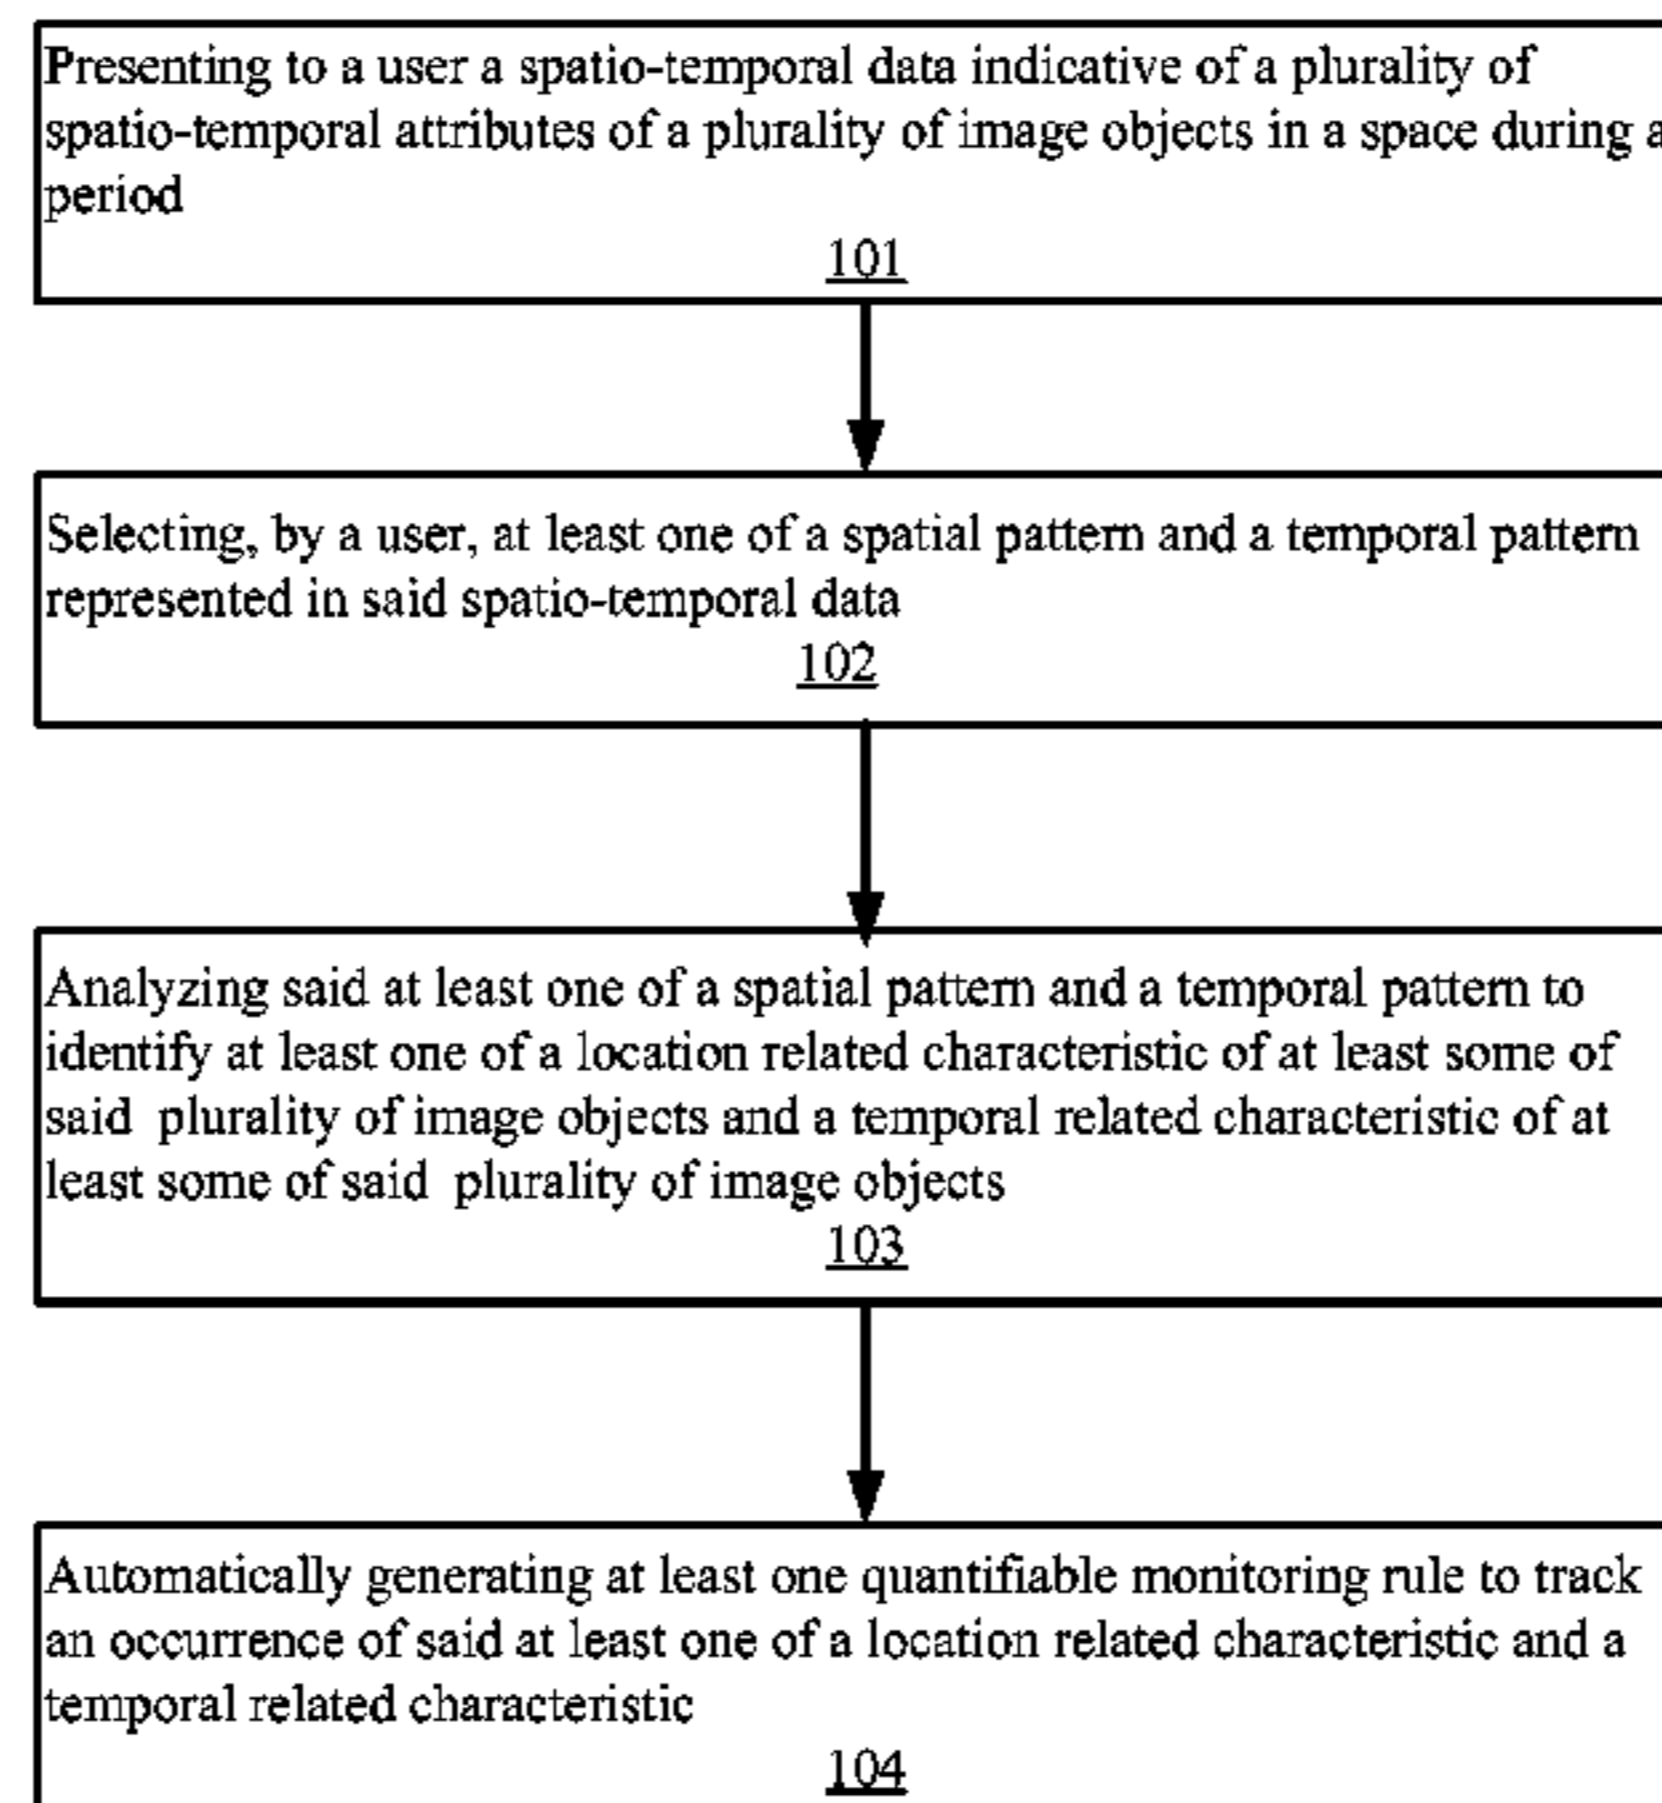 Presenting to a user a spatio-temporal data indicative of a plurality of
spatio-temporal attributes of a plurality of image objects in a space during a
period
101
Selecting, by a user, at least one of a spatial pattern and a temporal pattern
represented in said spatio-temporal data
102
Analyzing said at least one of a spatial pattern and a temporal pattern to
identify at least one of a location related characteristic of at least some of
said plurality of image objects and a temporal related characteristic of at
least some of said plurality of image objects
103
Automatically generating at least one quantifiable monitoring rule to track
an occurrence of said at least one of a location related characteristic and a
temporal related characteristic
104